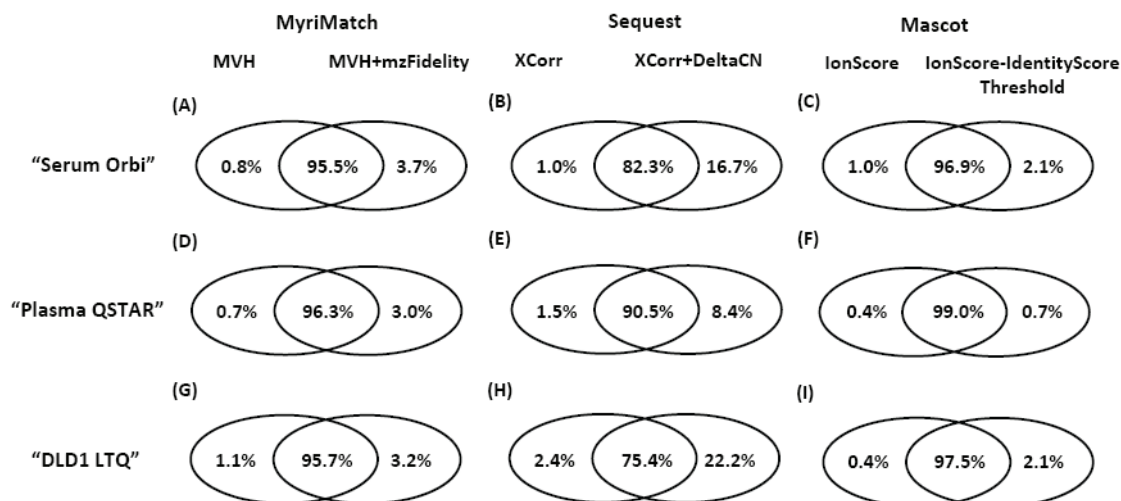 MyriMatch Sequest Mascot
MVH MVH+mzFidelity XCorr XCorr+DeltaCN IonScore IonScore-IdentityScore
Threshold
(A) (B) (C)
“Serum Orbi” 0.8% 95.5% 3.7% 1.0% 82.3% 16.7% 1.0% 96.9% 2.1%
(D) (E) (F)
“Plasma QSTAR” 0.7% 96.3% 3.0% 1.5% 90.5% 8.4% 0.4% 99.0% 0.7%
(G) (H) (I)
“DLD1 LTQ” 1.1% 95.7% 3.2% 2.4% 75.4% 22.2% 0.4% 97.5% 2.1%